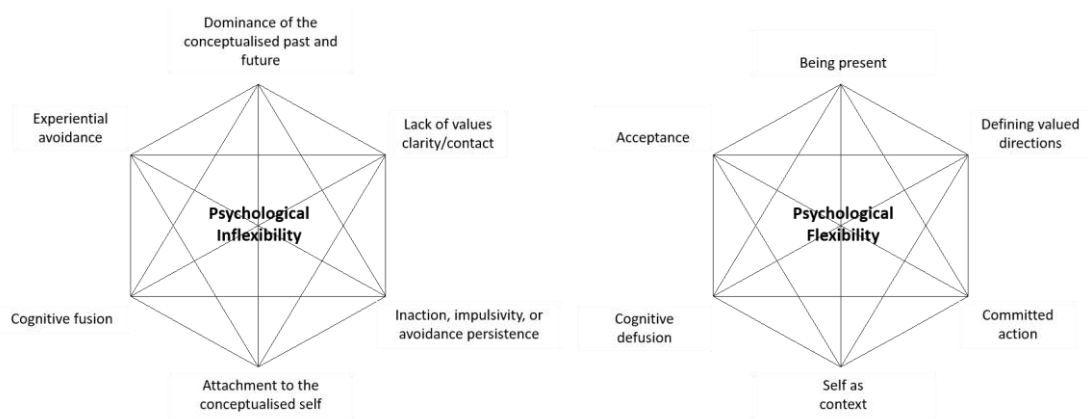 Dominance of the
conceptualised past and
future
Experiential
avoidance
Lack of values
clarity/contact
Psychological
Inflexibility
Cognitive fusion
Inaction, impulsivity, or
avoidance persistence
Attachment to the
conceptualised self
Being present
Acceptance
Defining valued
directions
Psychological
Flexibility
Cognitive
defusion
Committed
action
Self as
context